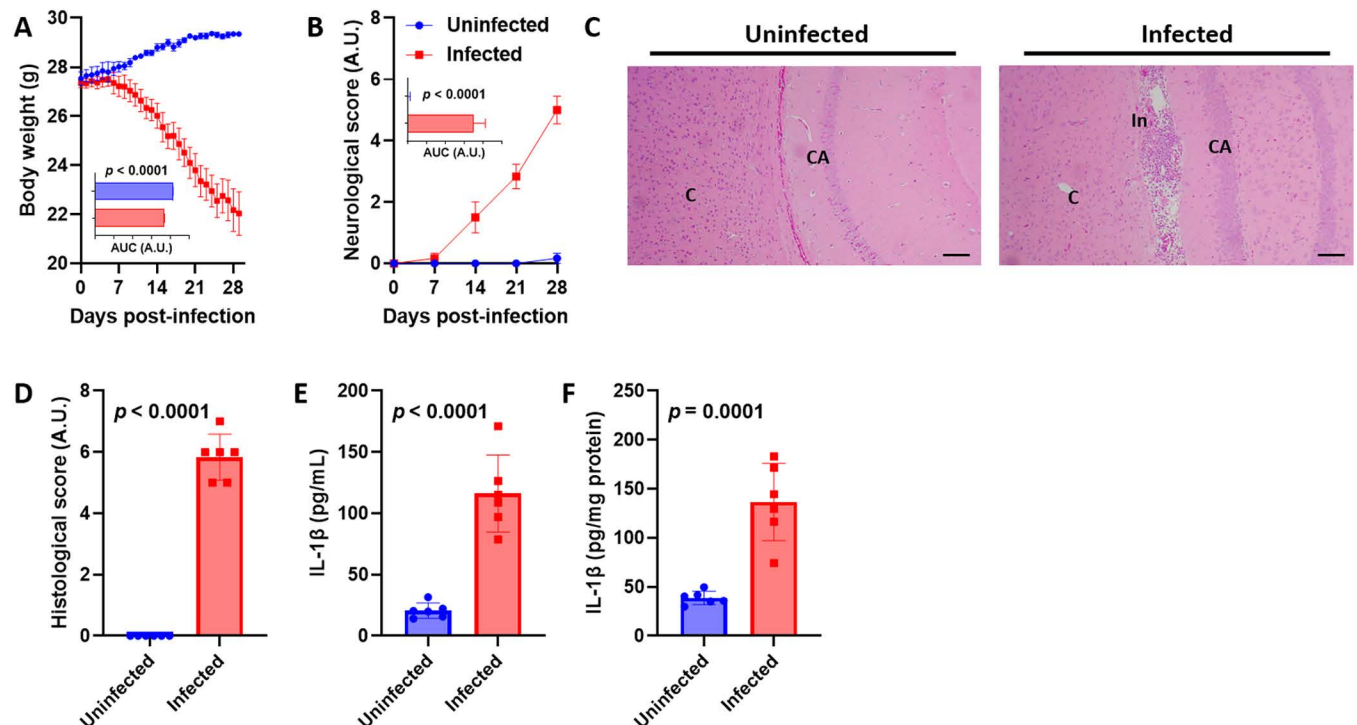 A
Body weight (g)
30
28
26
24
22
20
p < 0.0001
AUC (A.U.)
0 7 14 21 28
Days post-infection
B
Neurological score (A.U.)
8
6
4
2
0
Uninfected
Infected
p < 0.0001
AUC (A.U.)
0 7 14 21 28
Days post-infection
C
Uninfected
C
CA
Infected
In
CA
C
D
Histological score (A.U.)
8
6
4
2
0
p < 0.0001
Uninfected
Infected
E
IL-1β (pg/mL)
200
150
100
50
0
p < 0.0001
Uninfected
Infected
F
IL-1β (pg/mg protein)
250
200
150
100
50
0
p = 0.0001
Uninfected
Infected